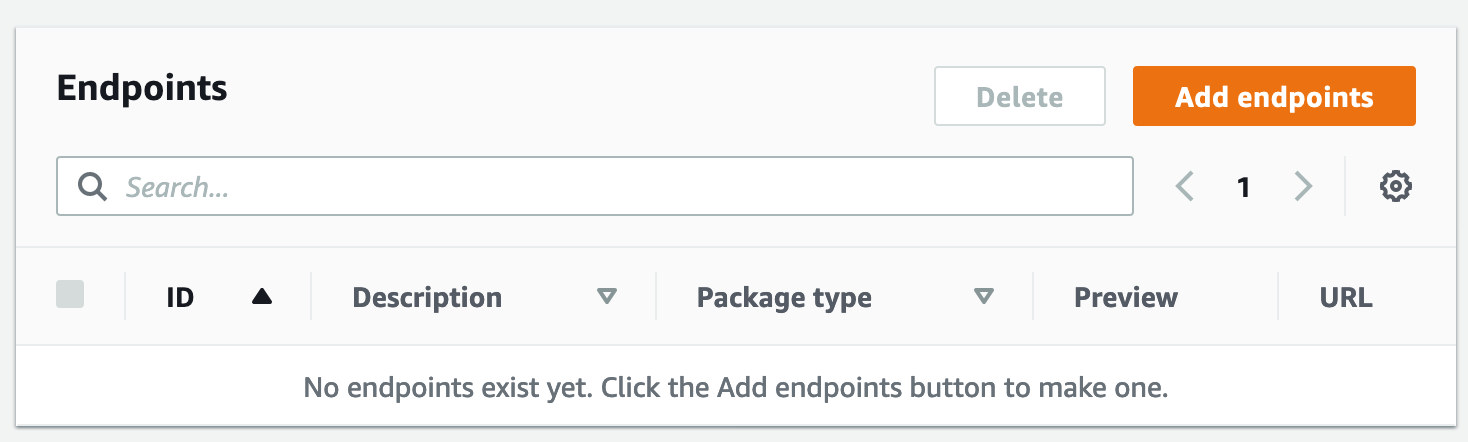 Endpoints
Delete
Add endpoints
Search...
1
ID
Description
Package type
Preview
URL
No endpoints exist yet. Click the Add endpoints button to make one.